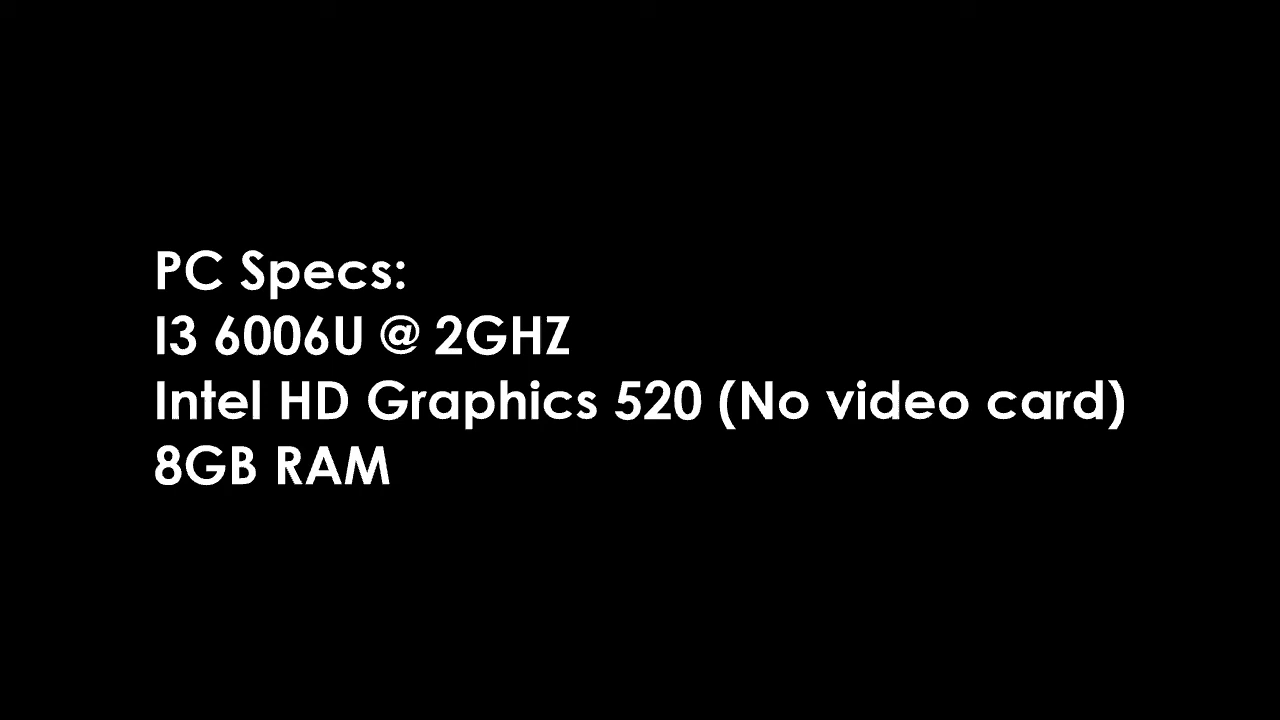 PC Specs:
I3 6006U @ 2GHZ
Intel HD Graphics 520 (No video card)
8GB RAM